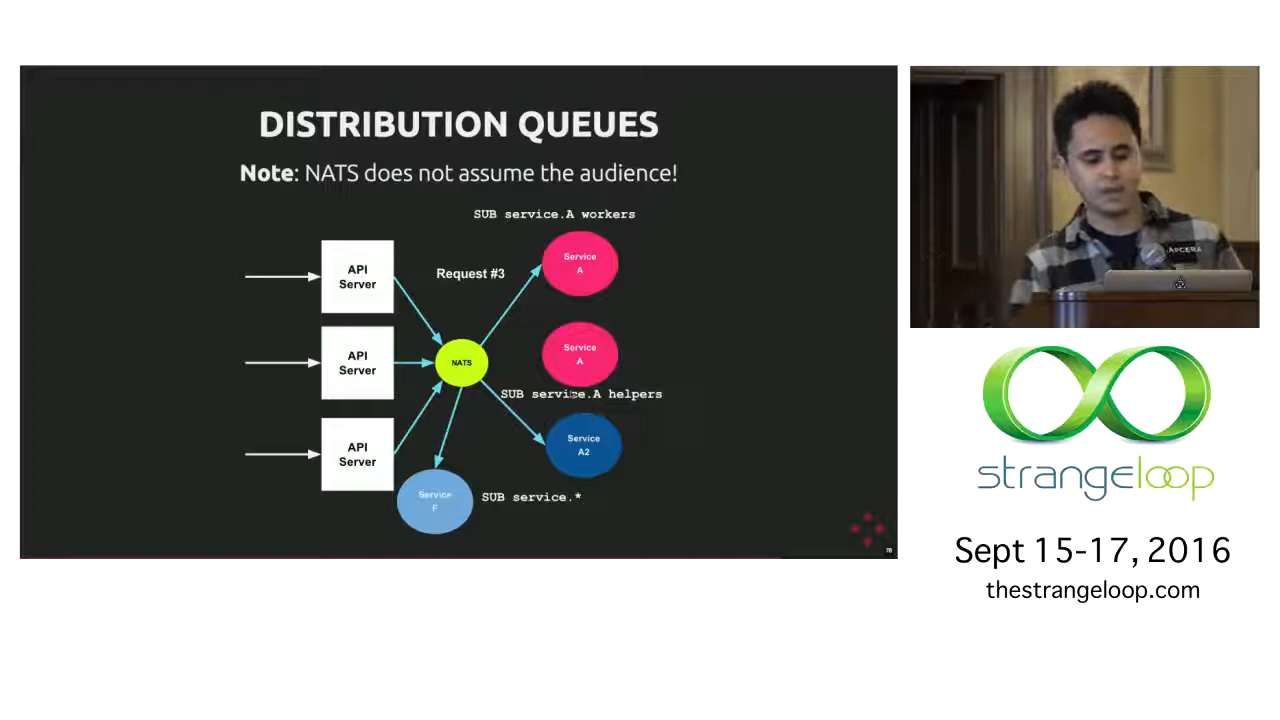 DISTRIBUTION QUEUES
Note: NATS does not assume the audience!
SUB service.A workers
API
Server
Request #3
Service
A
API
Server
NATS
Service
A
SUB service.A helpers
API
Server
Service
A2
Service
F
SUB service.*
78
APCERA
strangeloop
Sept 15-17, 2016
thestrangeloop.com